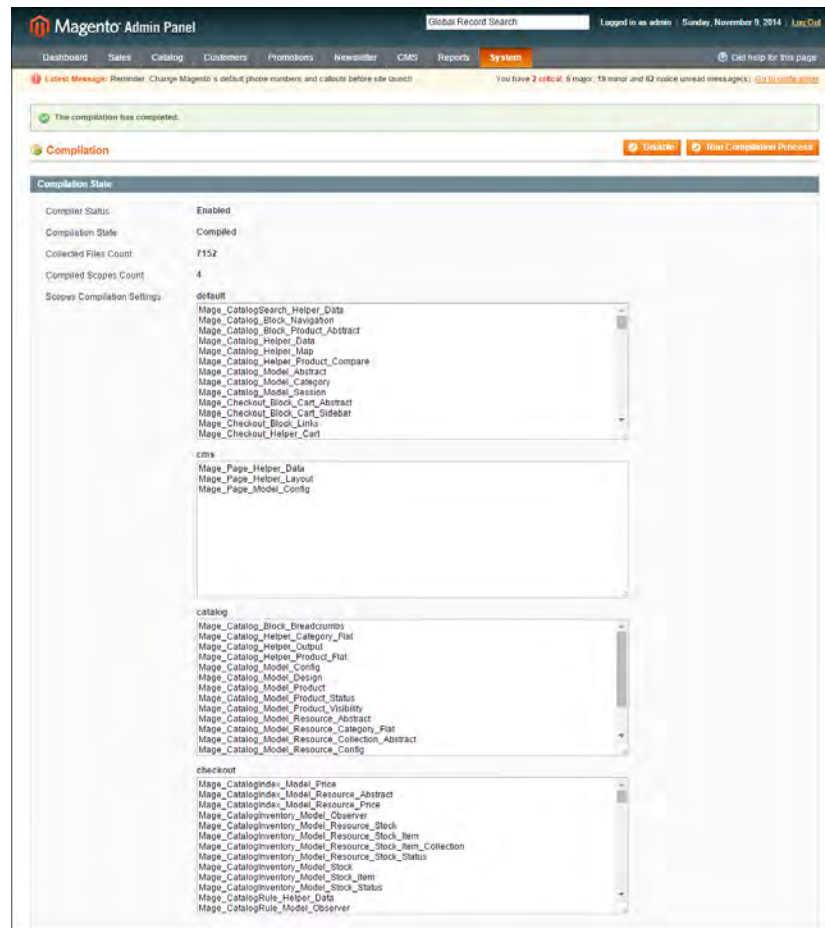 Magento Admin Panel
Global Record Search
Logged in as admin | Sunday, November 9, 2014 | Log Out
Dashboard Sales Catalog Customers Promotions Newsletter CMS Reports System
Get help for this page
Latest Message: Reminder: Change Magento's default phone numbers and callouts before site launch
You have 2 critical, 5 major, 19 minor and 62 notice unread message(s). Go to notifications
The compilation has completed.
Compilation
Disable
Run Compilation Process
Compilation State
Compiler Status Enabled
Compilation State Compiled
Collected Files Count 7152
Compiled Scopes Count 4
Scopes Compilation Settings default
Mage_CatalogSearch_Helper_Data
Mage_Catalog_Block_Navigation
Mage_Catalog_Block_Product_Abstract
Mage_Catalog_Helper_Data
Mage_Catalog_Helper_Map
Mage_Catalog_Helper_Product_Compare
Mage_Catalog_Model_Abstract
Mage_Catalog_Model_Category
Mage_Catalog_Model_Session
Mage_Checkout_Block_Cart_Abstract
Mage_Checkout_Block_Cart_Sidebar
Mage_Checkout_Block_Links
Mage_Checkout_Helper_Cart
cms
Mage_Page_Helper_Data
Mage_Page_Helper_Layout
Mage_Page_Model_Config
catalog
Mage_Catalog_Block_Breadcrumbs
Mage_Catalog_Helper_Category_Flat
Mage_Catalog_Helper_Output
Mage_Catalog_Helper_Product_Flat
Mage_Catalog_Model_Config
Mage_Catalog_Model_Design
Mage_Catalog_Model_Product
Mage_Catalog_Model_Product_Status
Mage_Catalog_Model_Product_Visibility
Mage_Catalog_Model_Resource_Abstract
Mage_Catalog_Model_Resource_Category_Flat
Mage_Catalog_Model_Resource_Collection_Abstract
Mage_Catalog_Model_Resource_Config
checkout
Mage_CatalogIndex_Model_Price
Mage_CatalogIndex_Model_Resource_Abstract
Mage_CatalogIndex_Model_Resource_Price
Mage_CatalogInventory_Model_Observer
Mage_CatalogInventory_Model_Resource_Stock
Mage_CatalogInventory_Model_Resource_Stock_Item
Mage_CatalogInventory_Model_Resource_Stock_Item_Collection
Mage_CatalogInventory_Model_Resource_Stock_Status
Mage_CatalogInventory_Model_Stock
Mage_CatalogInventory_Model_Stock_Item
Mage_CatalogInventory_Model_Stock_Status
Mage_CatalogRule_Helper_Data
Mage_CatalogRule_Model_Observer